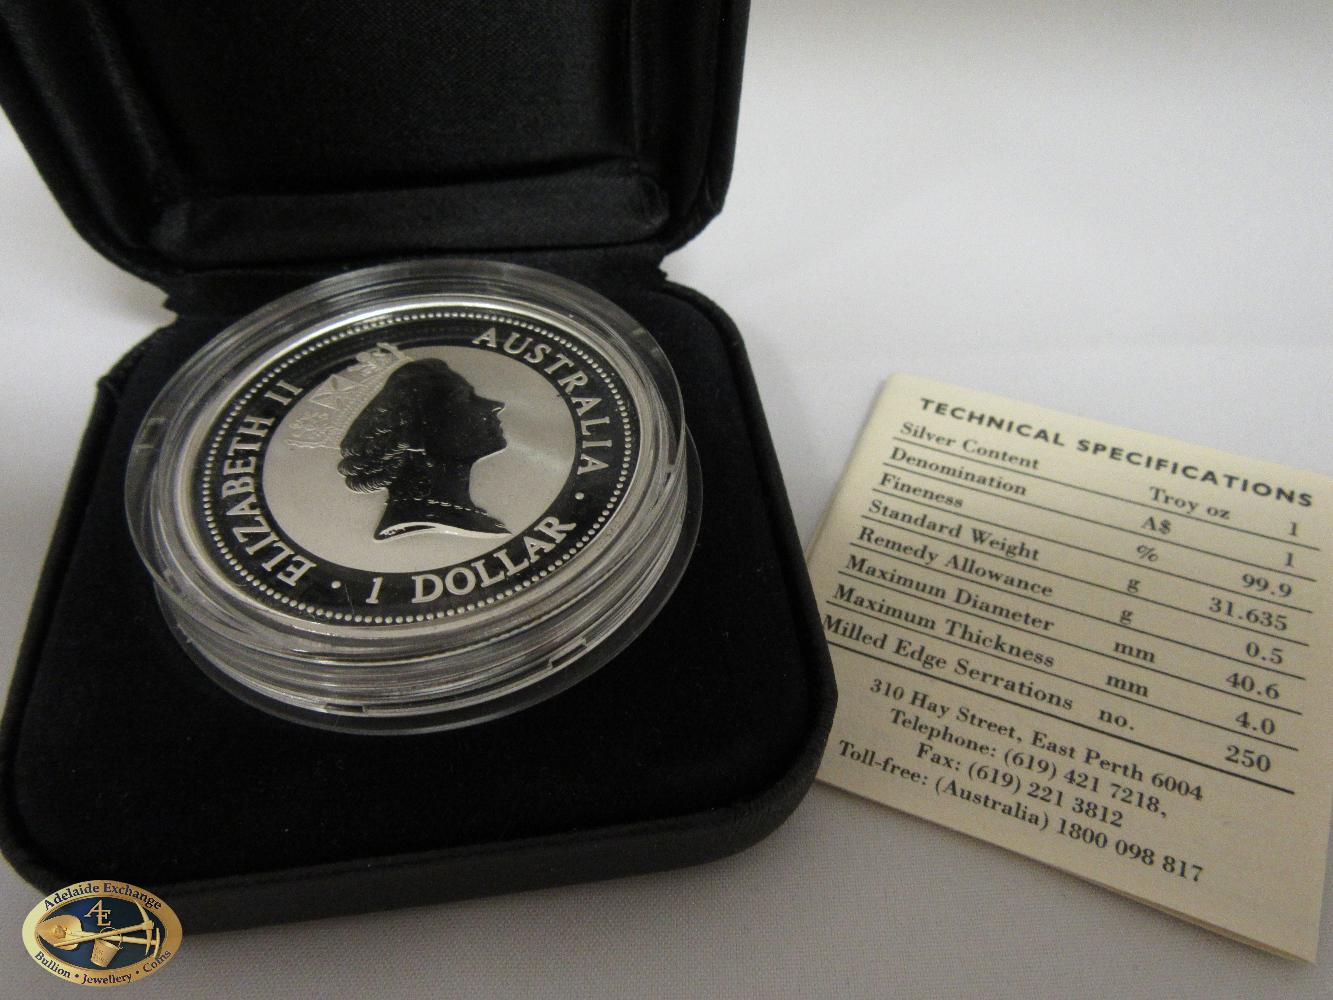 ELIZABETH II
AUSTRALIA
· 1 DOLLAR ·
TECHNICAL SPECIFICATIONS
Silver Content Troy oz 1
Denomination A$ 1
Fineness % 99.9
Standard Weight g 31.635
Remedy Allowance g 0.5
Maximum Diameter mm 40.6
Maximum Thickness mm 4.0
Milled Edge Serrations no. 250
310 Hay Street, East Perth 6004
Telephone: (619) 421 7218,
Fax: (619) 221 3812
Toll-free: (Australia) 1800 098 817
Adelaide Exchange
AE
Bullion · Jewellery · Coins